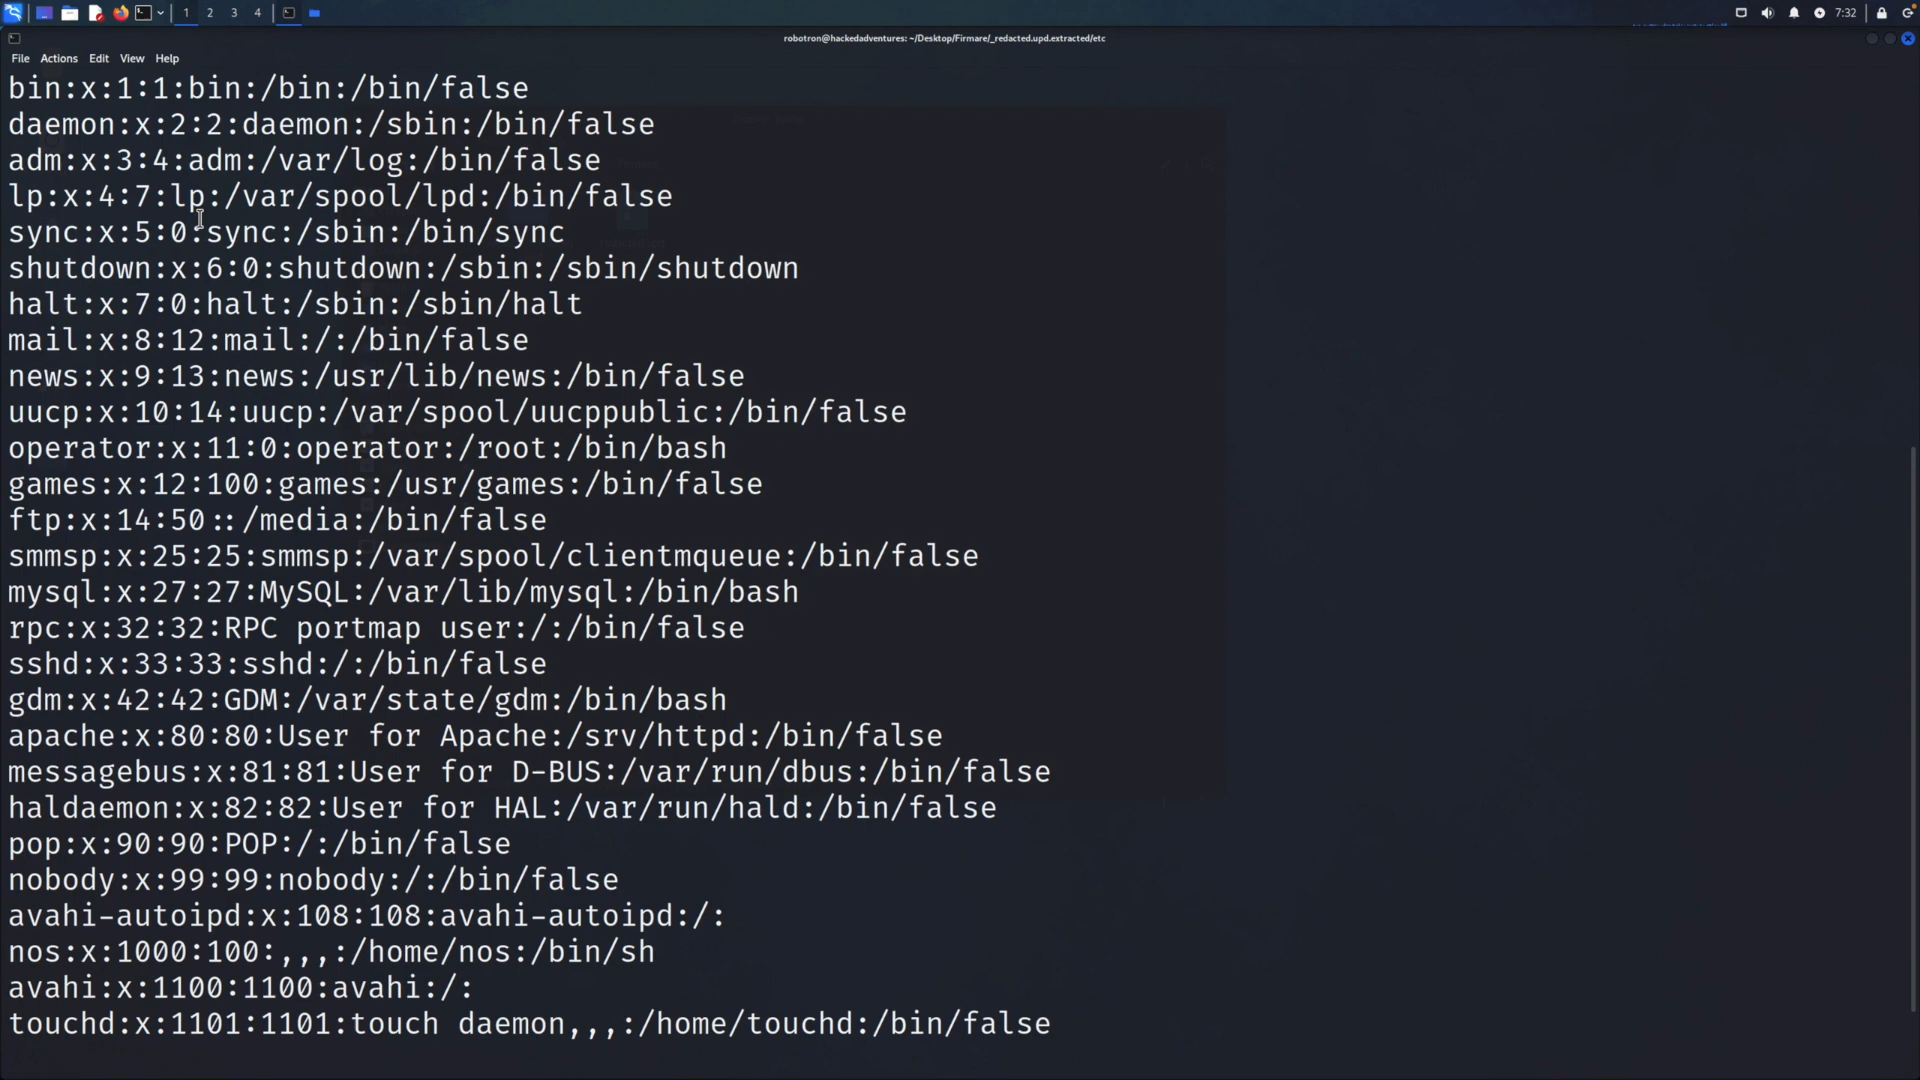 1 2 3 4
7:32
robotron@hackedadventures: ~/Desktop/Firmare/_redacted.upd.extracted/etc
File Actions Edit View Help
bin:x:1:1:bin:/bin:/bin/false
daemon:x:2:2:daemon:/sbin:/bin/false
adm:x:3:4:adm:/var/log:/bin/false
lp:x:4:7:lp:/var/spool/lpd:/bin/false
sync:x:5:0:sync:/sbin:/bin/sync
shutdown:x:6:0:shutdown:/sbin:/sbin/shutdown
halt:x:7:0:halt:/sbin:/sbin/halt
mail:x:8:12:mail:/:/bin/false
news:x:9:13:news:/usr/lib/news:/bin/false
uucp:x:10:14:uucp:/var/spool/uucppublic:/bin/false
operator:x:11:0:operator:/root:/bin/bash
games:x:12:100:games:/usr/games:/bin/false
ftp:x:14:50::/media:/bin/false
smmsp:x:25:25:smmsp:/var/spool/clientmqueue:/bin/false
mysql:x:27:27:MySQL:/var/lib/mysql:/bin/bash
rpc:x:32:32:RPC portmap user:/:/bin/false
sshd:x:33:33:sshd:/:/bin/false
gdm:x:42:42:GDM:/var/state/gdm:/bin/bash
apache:x:80:80:User for Apache:/srv/httpd:/bin/false
messagebus:x:81:81:User for D-BUS:/var/run/dbus:/bin/false
haldaemon:x:82:82:User for HAL:/var/run/hald:/bin/false
pop:x:90:90:POP:/:/bin/false
nobody:x:99:99:nobody:/:/bin/false
avahi-autoipd:x:108:108:avahi-autoipd:/:
nos:x:1000:100:,,,:/home/nos:/bin/sh
avahi:x:1100:1100:avahi:/:
touchd:x:1101:1101:touch daemon,,,:/home/touchd:/bin/false